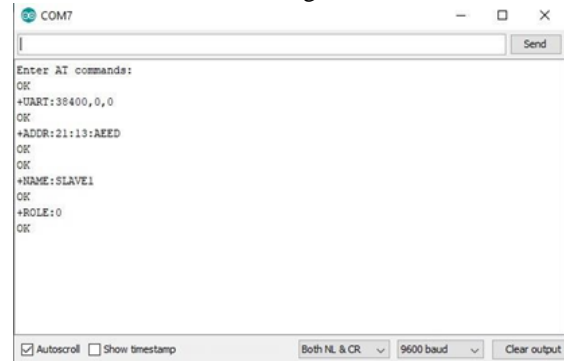 COM7
Send
Enter AT commands:
OK
+UART:38400,0,0
OK
+ADDR:21:13:AEED
OK
OK
+NAME:SLAVE1
OK
+ROLE:0
OK
Autoscroll Show timestamp Both NL & CR 9600 baud Clear output